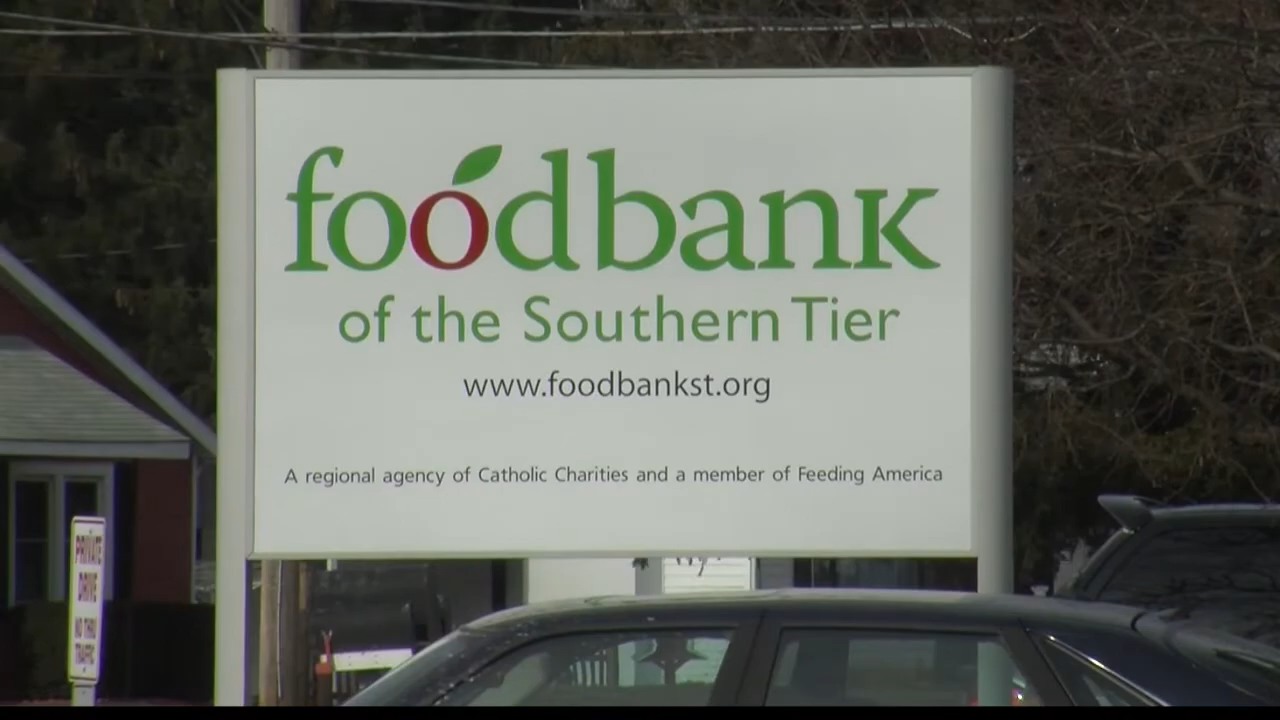 foodbank
of the Southern Tier
www.foodbankst.org
A regional agency of Catholic Charities and a member of Feeding America
PRIVATE
DRIVE
NO THRU
TRAFFIC